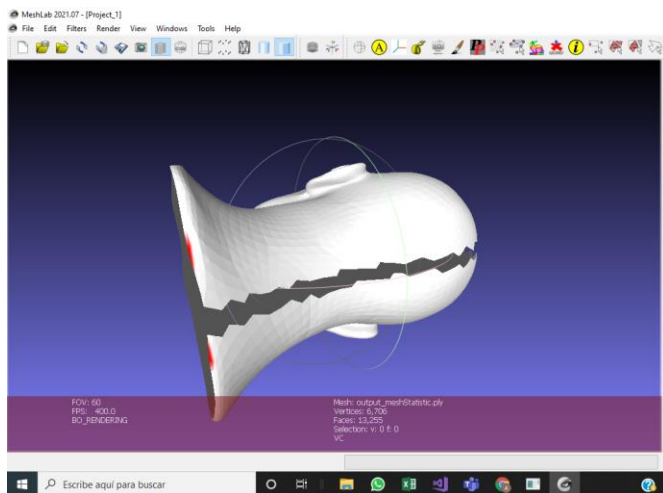 MeshLab 2021.07 - [Project_1]
File Edit Filters Render View Windows Tools Help
FOV: 60
FPS: 400.0
BO_RENDERING
Mesh: output_meshStatistic.ply
Vertices: 6,706
Faces: 13,255
Selection: v: 0 f: 0
VC
Escribe aquí para buscar